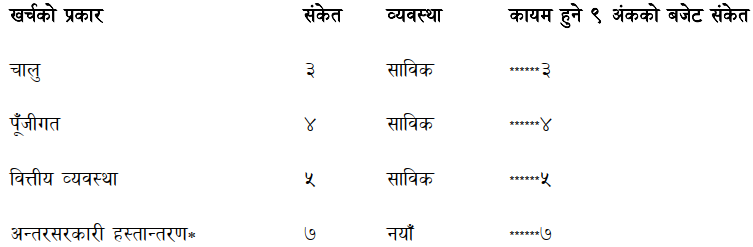 खर्चको प्रकार संकेत व्यवस्था कायम हुने ९ अंकको बजेट संकेत
चालु ३ साविक ******३
पूँजीगत ४ साविक ******४
वित्तीय व्यवस्था ५ साविक ******५
अन्तरसरकारी हस्तान्तरण* ७ नयाँ ******७